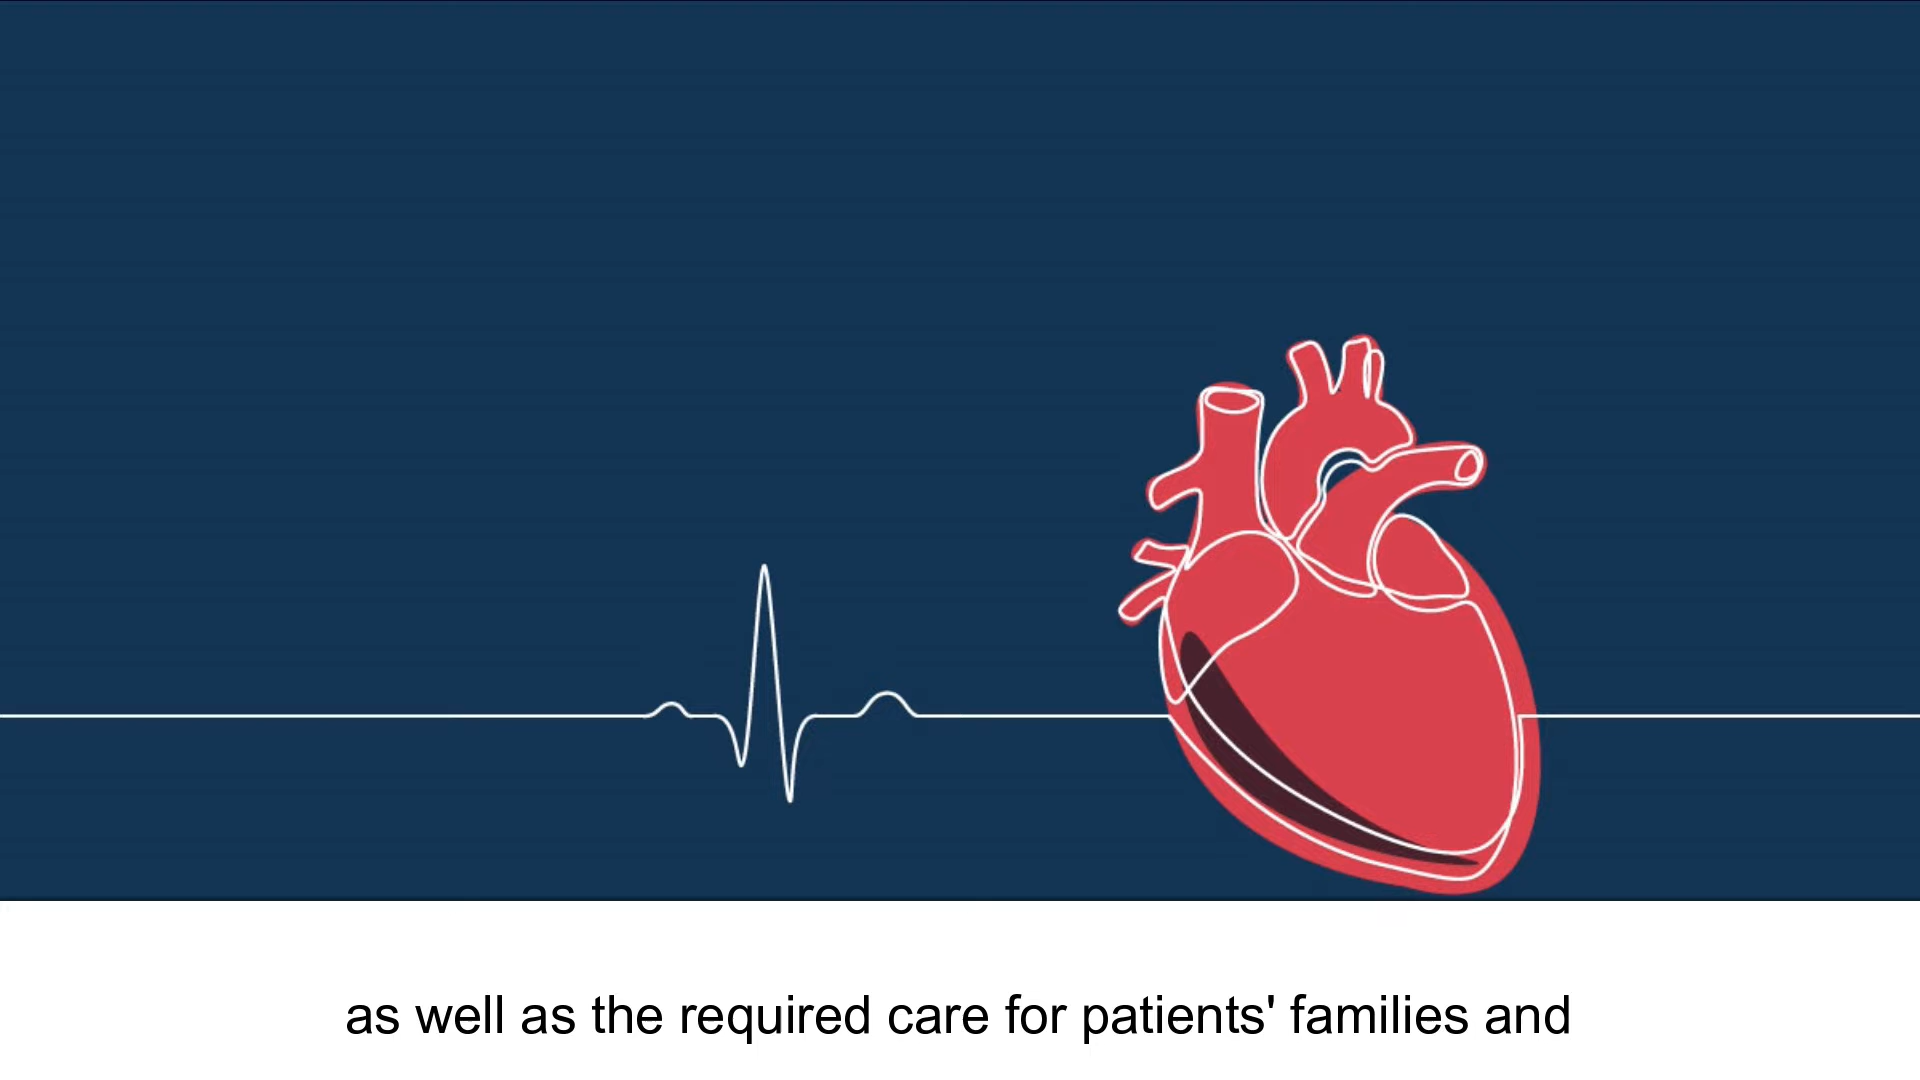 as well as the required care for patients' families and